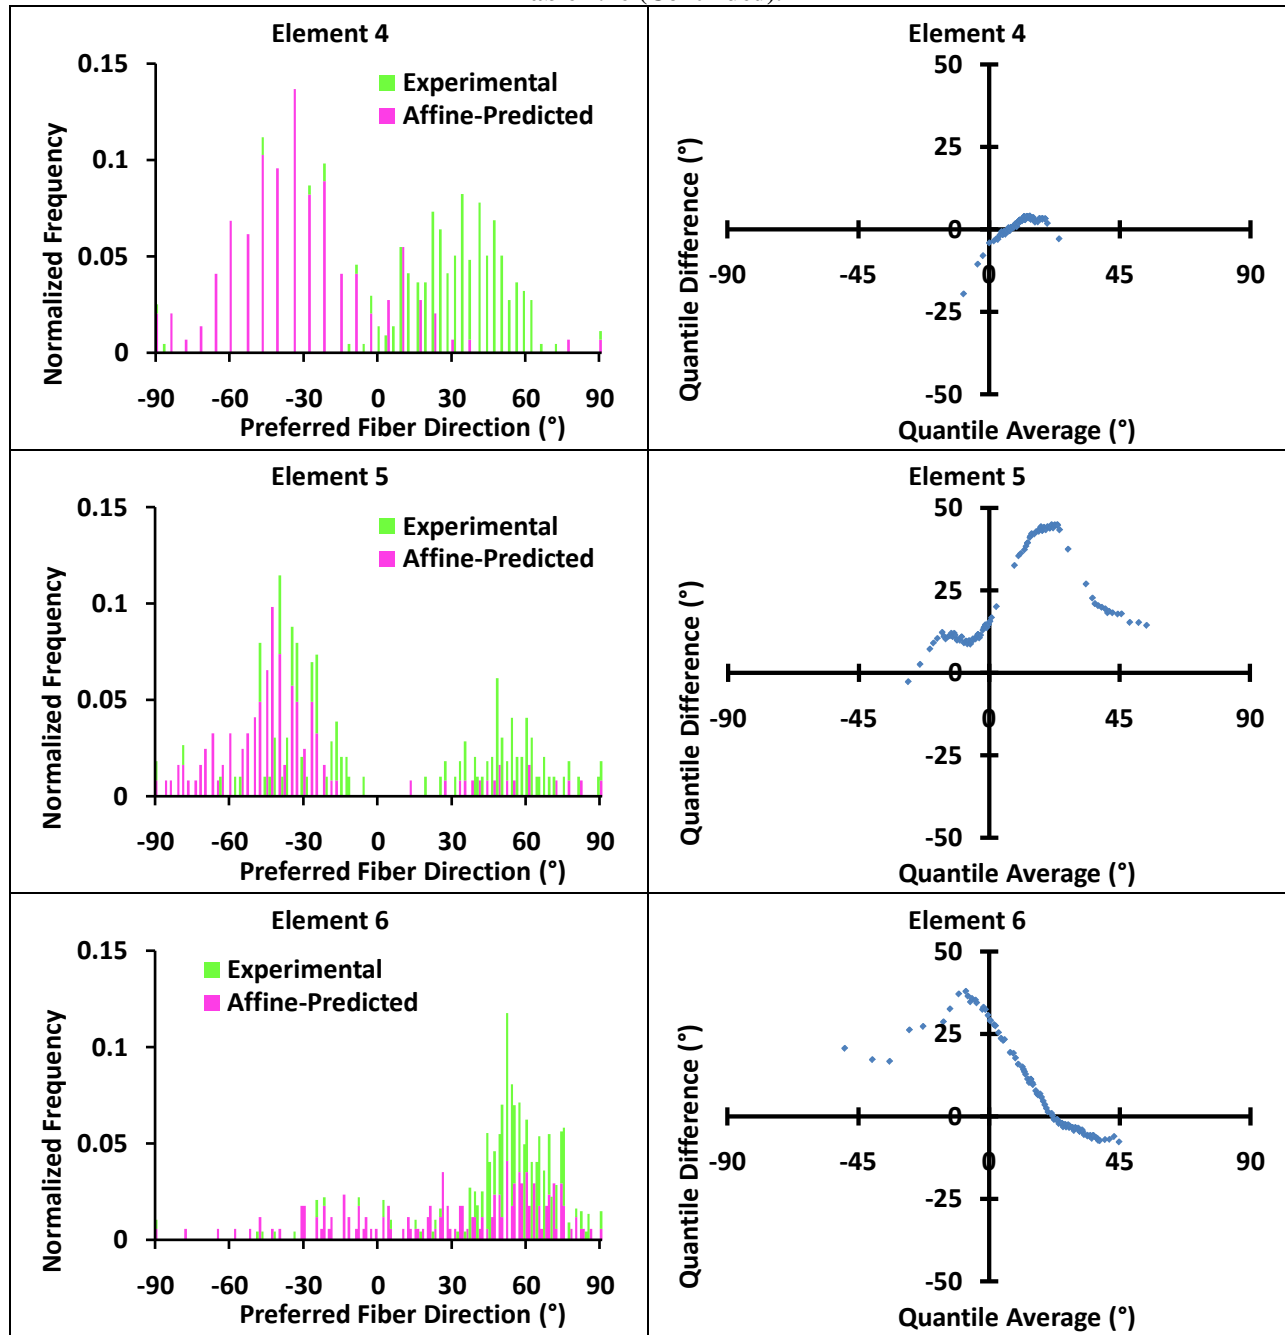 Element 4
0.15
0.1
0.05
0
Normalized Frequency
Experimental
Affine-Predicted
-90 -60 -30 0 30 60 90
Preferred Fiber Direction (°)
Element 4
50
25
0
-25
-50
-90 -45 0 45 90
Quantile Difference (°)
Quantile Average (°)
Element 5
0.15
0.1
0.05
0
Normalized Frequency
Experimental
Affine-Predicted
-90 -60 -30 0 30 60 90
Preferred Fiber Direction (°)
Element 5
50
25
0
-25
-50
-90 -45 0 45 90
Quantile Difference (°)
Quantile Average (°)
Element 6
0.15
0.1
0.05
0
Normalized Frequency
Experimental
Affine-Predicted
-90 -60 -30 0 30 60 90
Preferred Fiber Direction (°)
Element 6
50
25
0
-25
-50
-90 -45 0 45 90
Quantile Difference (°)
Quantile Average (°)